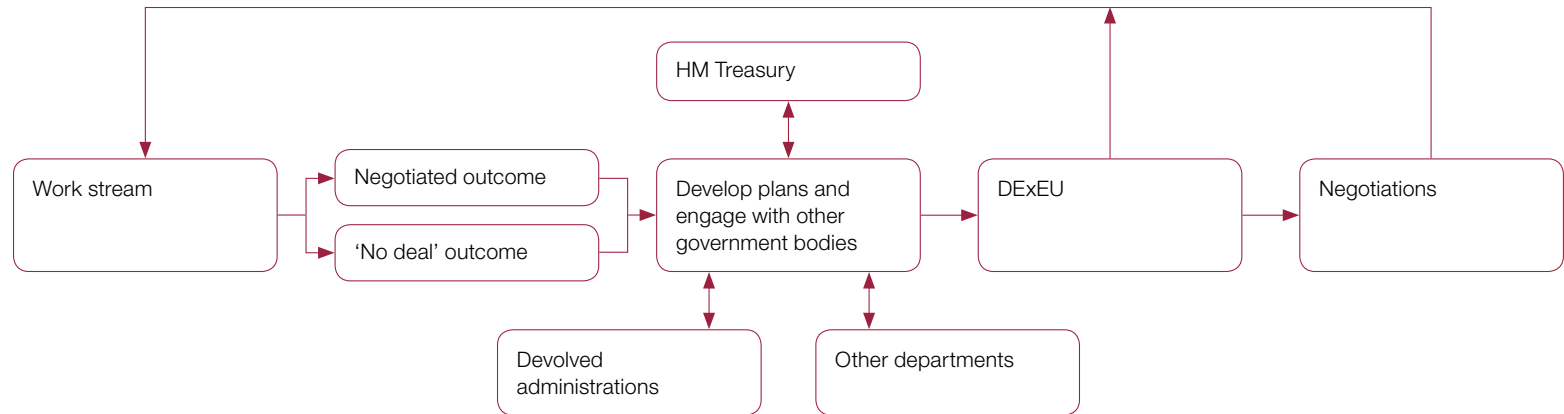 HM Treasury
Work stream
Negotiated outcome
‘No deal’ outcome
Develop plans and
engage with other
government bodies
DExEU
Negotiations
Devolved
administrations
Other departments